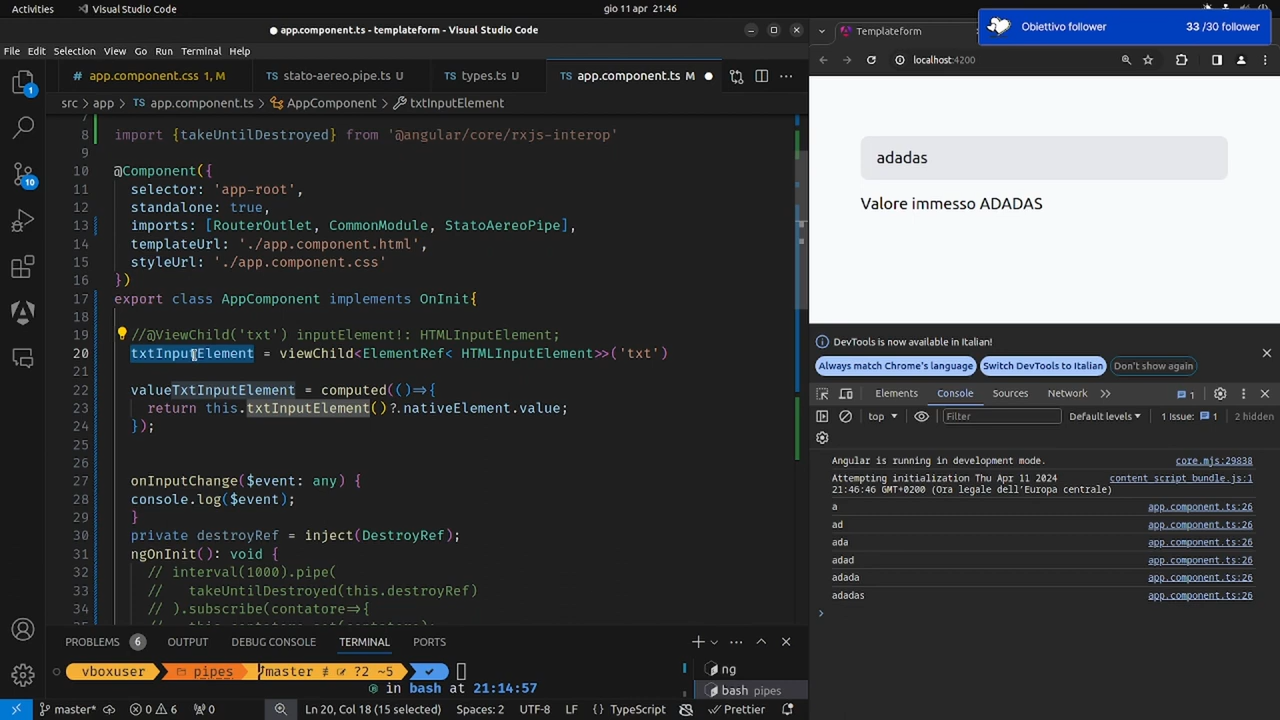 Activities
Visual Studio Code
gio 11 apr 21:46
app.component.ts - templateform - Visual Studio Code
File Edit Selection View Go Run Terminal Help
app.component.css 1, M
stato-aereo.pipe.ts U
types.ts U
app.component.ts M
src > app > app.component.ts > AppComponent > txtInputElement
7
8 import {takeUntilDestroyed} from '@angular/core/rxjs-interop'
9
10 @Component({
11 selector: 'app-root',
12 standalone: true,
13 imports: [RouterOutlet, CommonModule, StatoAereoPipe],
14 templateUrl: './app.component.html',
15 styleUrl: './app.component.css'
16 })
17 export class AppComponent implements OnInit{
18
19 //@ViewChild('txt') inputElement!: HTMLInputElement;
20 txtInputElement = viewChild<ElementRef< HTMLInputElement>>('txt')
21
22 valueTxtInputElement = computed(()=>{
23 return this.txtInputElement()?.nativeElement.value;
24 });
25
26
27 onInputChange($event: any) {
28 console.log($event);
29 }
30 private destroyRef = inject(DestroyRef);
31 ngOnInit(): void {
32 // interval(1000).pipe(
33 // takeUntilDestroyed(this.destroyRef)
34 // ).subscribe(contatore=>{
PROBLEMS 6 OUTPUT DEBUG CONSOLE TERMINAL PORTS
vboxuser pipes master ≢ ?2 ~5
in bash at 21:14:57
ng
bash pipes
1
10
master* 0 6 0
Ln 20, Col 18 (15 selected) Spaces: 2 UTF-8 LF {} TypeScript Prettier
Obiettivo follower 33 /30 follower
Templateform
localhost:4200
adadas
Valore immesso ADADAS
DevTools is now available in Italian!
Always match Chrome's language
Switch DevTools to Italian
Don't show again
Elements Console Sources Network 1
top Filter Default levels 1 Issue: 1 2 hidden
Angular is running in development mode. core.mjs:29838
Attempting initialization Thu Apr 11 2024 content script bundle.js:1
21:46:46 GMT+0200 (Ora legale dell'Europa centrale)
a app.component.ts:26
ad app.component.ts:26
ada app.component.ts:26
adad app.component.ts:26
adada app.component.ts:26
adadas app.component.ts:26